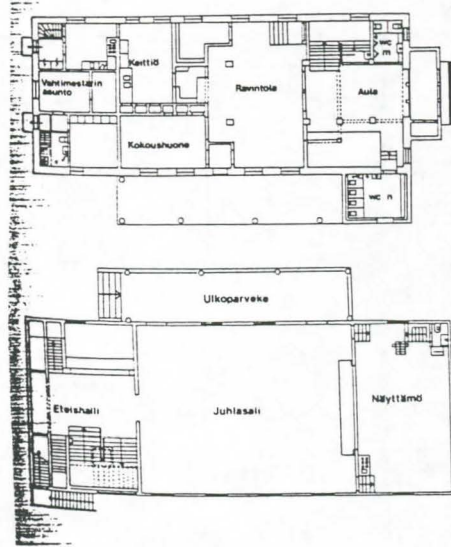 Keittiö
wc
m
Vahtimestarin
asunto
Ravintola
Aula
Kokoushuone
wc n
Ulkoparveke
Eteishalli
Juhlasali
Näyttämö